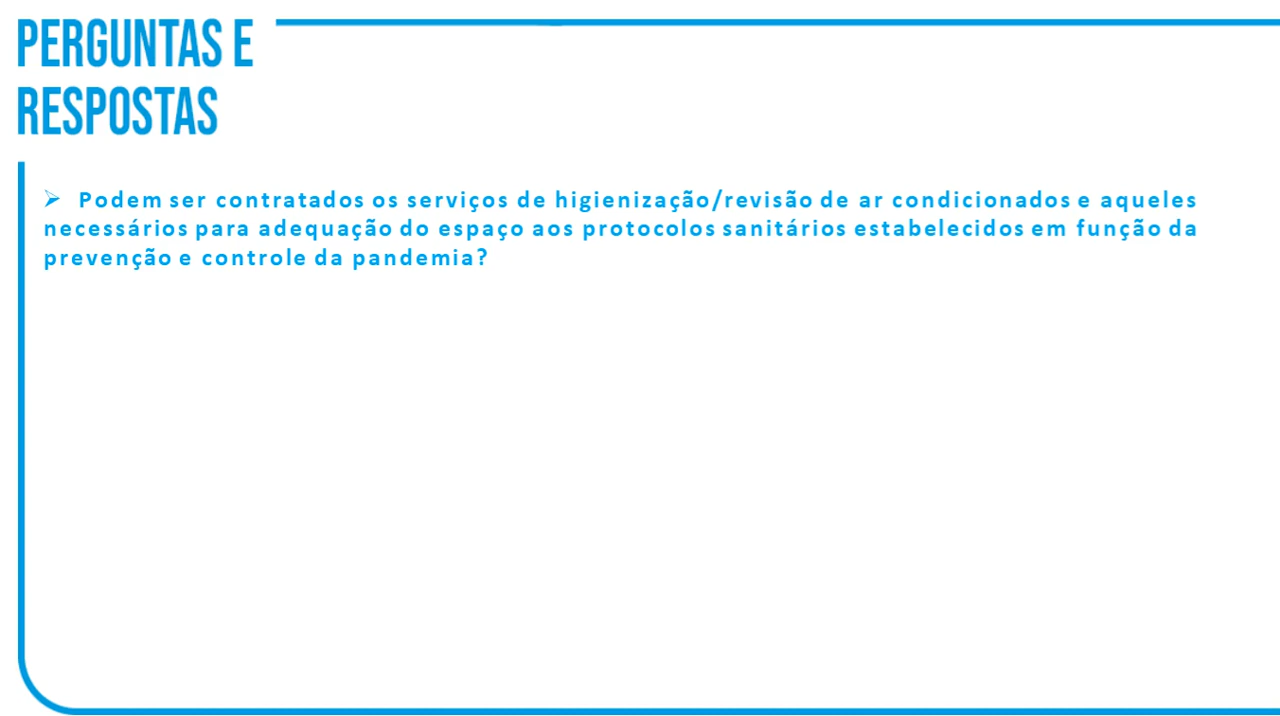 PERGUNTAS E
RESPOSTAS
➢ Podem ser contratados os serviços de higienização/revisão de ar condicionados e aqueles
necessários para adequação do espaço aos protocolos sanitários estabelecidos em função da
prevenção e controle da pandemia?